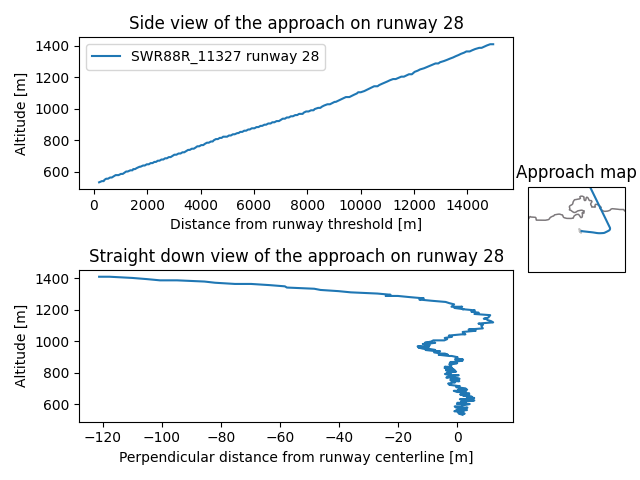 Side view of the approach on runway 28
1400
1200
1000
800
600
Altitude [m]
SWR88R_11327 runway 28
0 2000 4000 6000 8000 10000 12000 14000
Distance from runway threshold [m]
Approach map
Straight down view of the approach on runway 28
1400
1200
1000
800
600
Altitude [m]
−120 −100 −80 −60 −40 −20 0
Perpendicular distance from runway centerline [m]